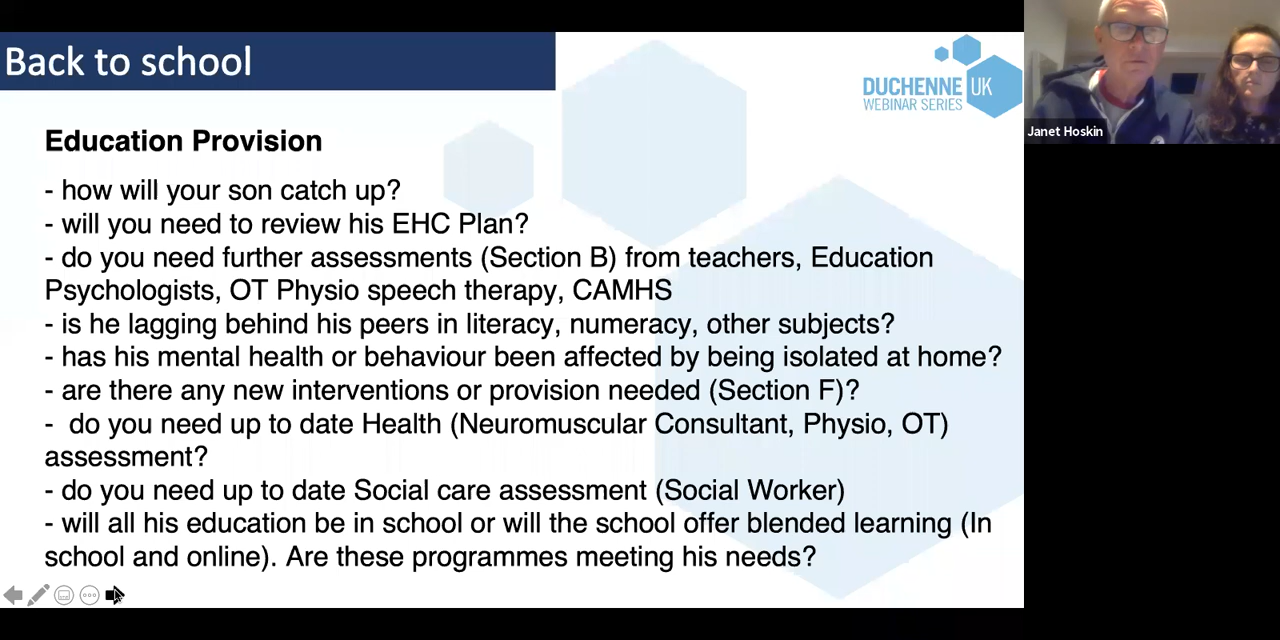 Back to school
DUCHENNE UK
WEBINAR SERIES
Janet Hoskin
Education Provision
- how will your son catch up?
- will you need to review his EHC Plan?
- do you need further assessments (Section B) from teachers, Education
Psychologists, OT Physio speech therapy, CAMHS
- is he lagging behind his peers in literacy, numeracy, other subjects?
- has his mental health or behaviour been affected by being isolated at home?
- are there any new interventions or provision needed (Section F)?
-  do you need up to date Health (Neuromuscular Consultant, Physio, OT)
assessment?
- do you need up to date Social care assessment (Social Worker)
- will all his education be in school or will the school offer blended learning (In
school and online). Are these programmes meeting his needs?